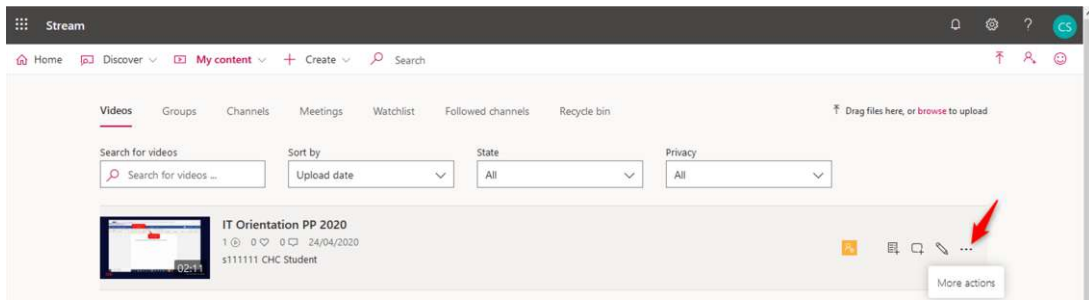 Stream ? CS
Home Discover My content Create Search
Videos Groups Channels Meetings Watchlist Followed channels Recycle bin Drag files here, or browse to upload
Search for videos Sort by State Privacy
Search for videos ... Upload date All All
IT Orientation PP 2020
1 0 0 24/04/2020
s111111 CHC Student
02:11
More actions